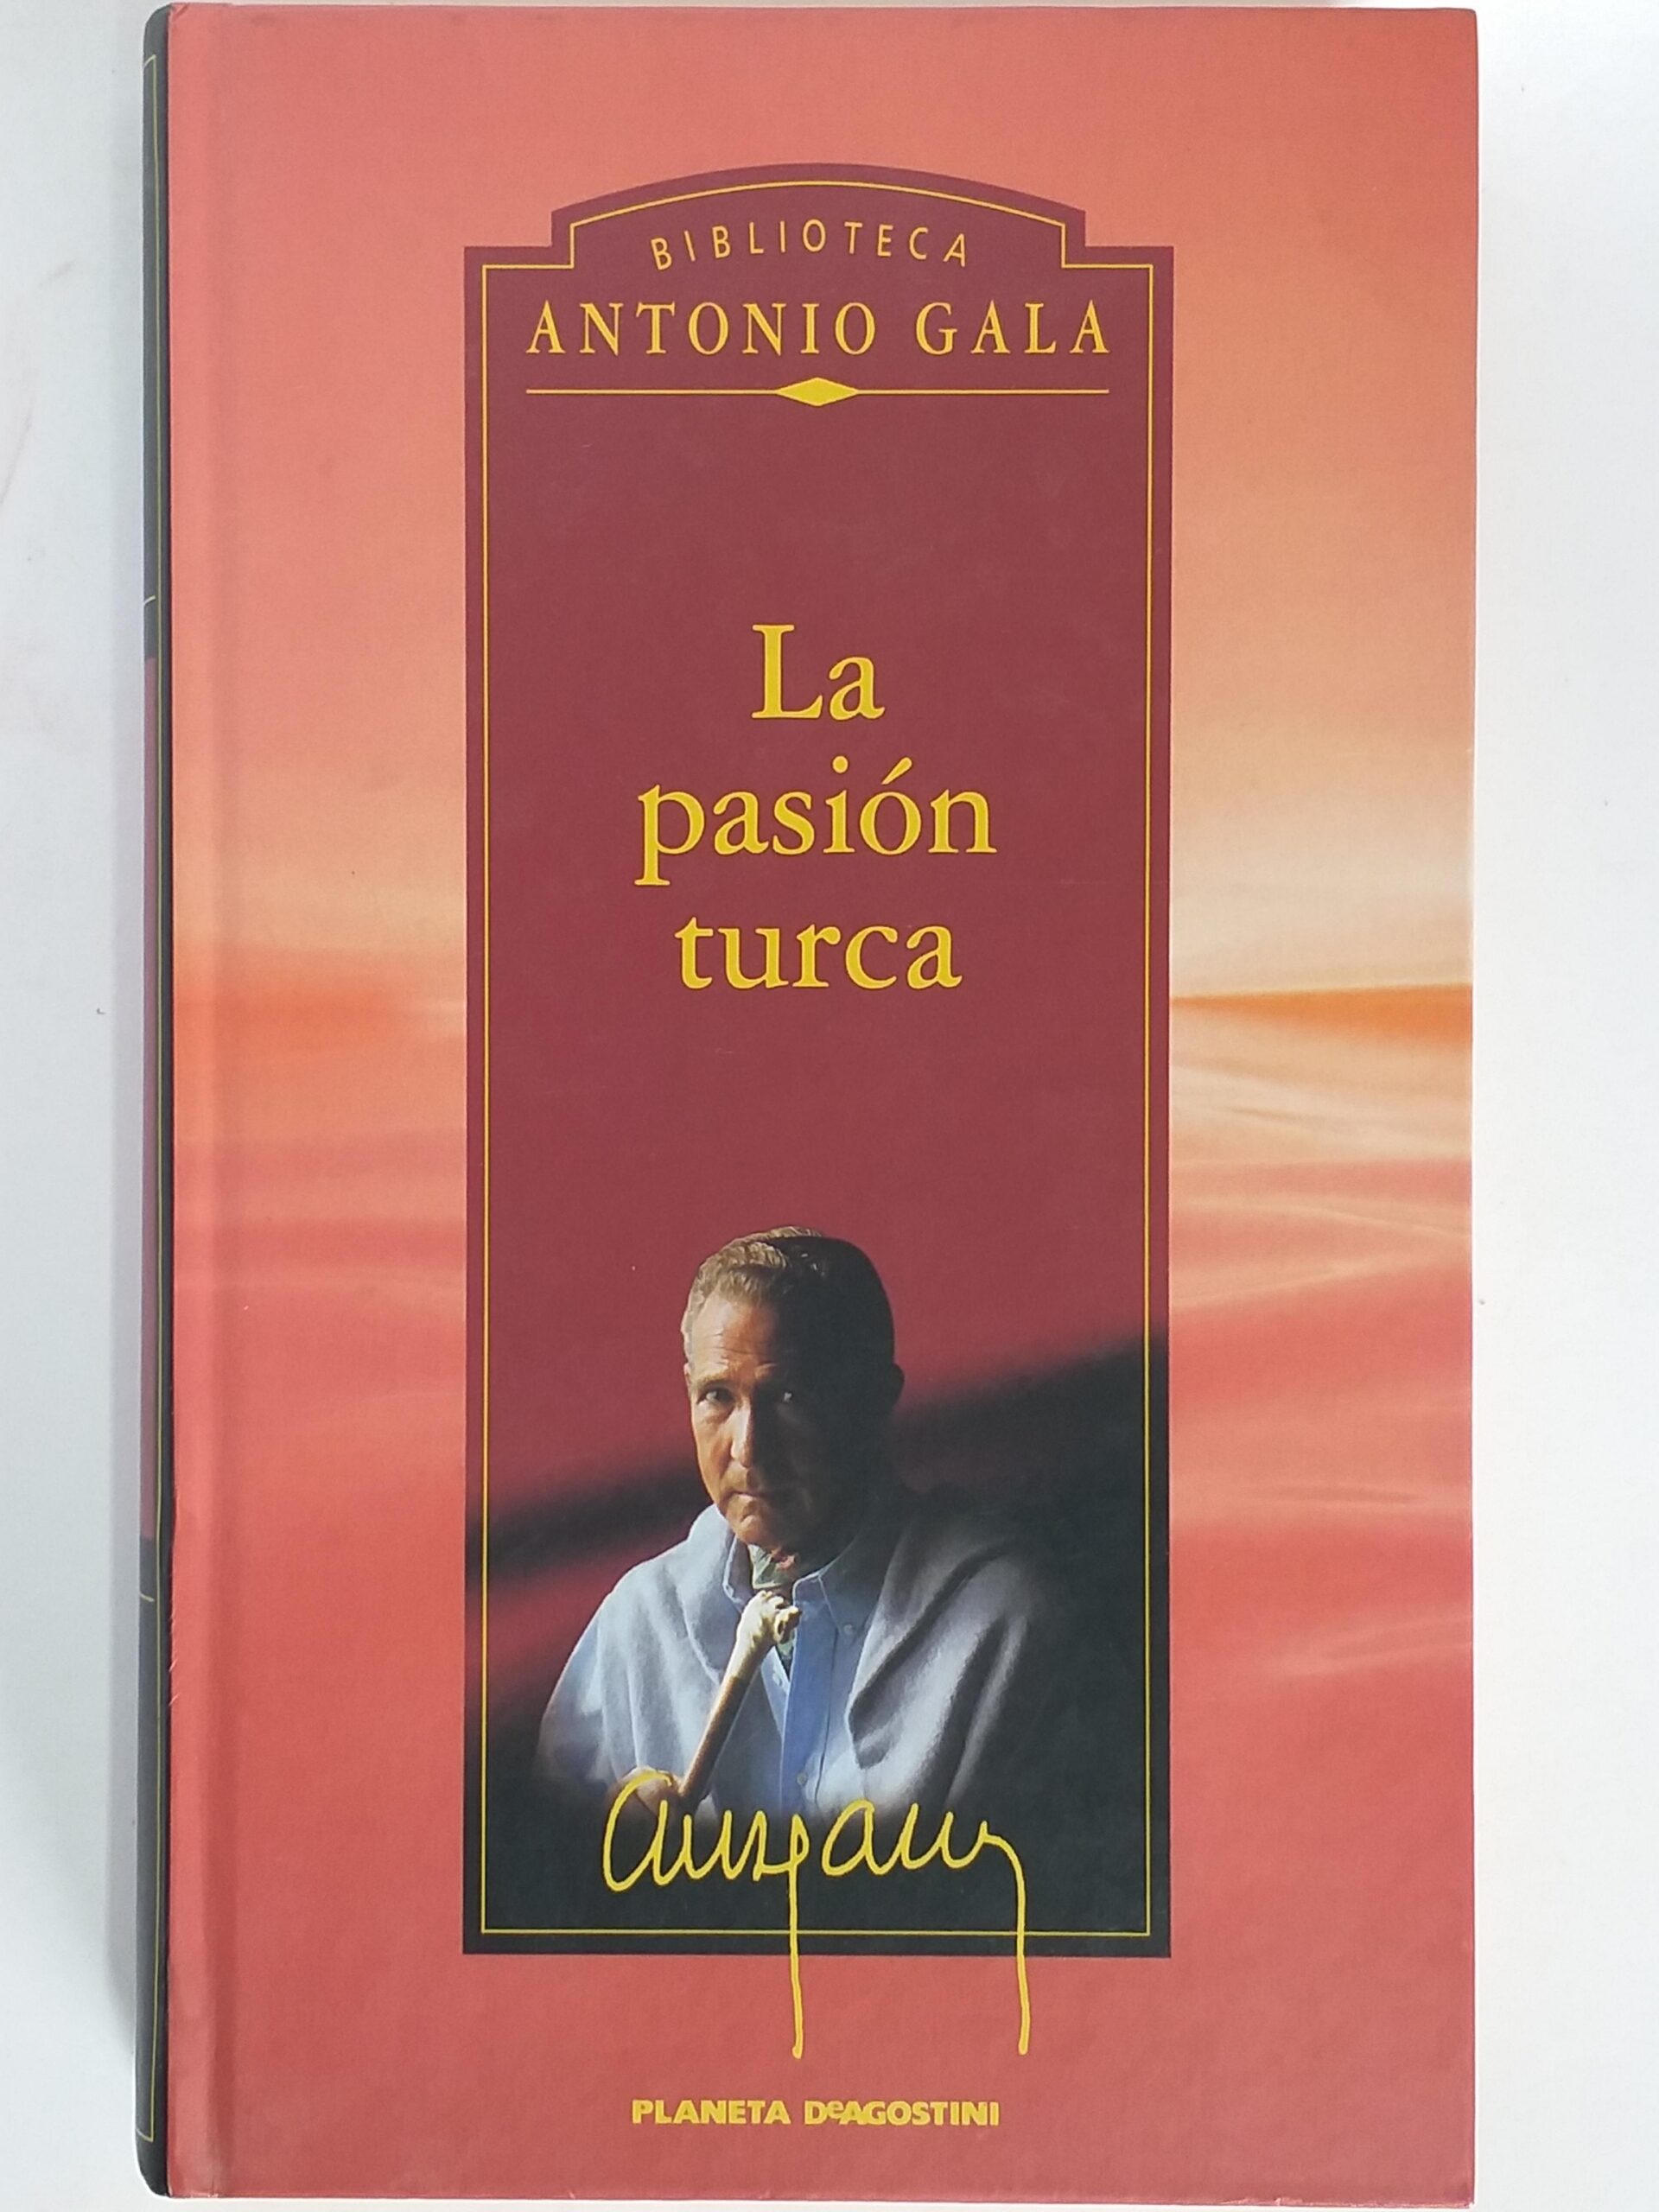 BIBLIOTECA
ANTONIO GALA
La
pasión
turca
PLANETA DeAGOSTINI